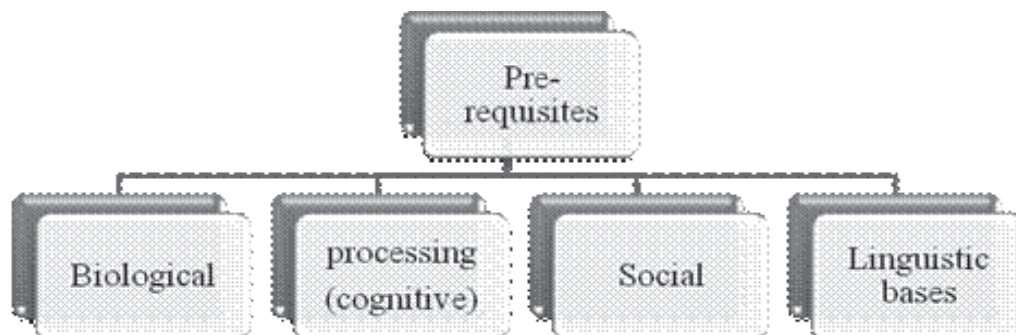 Pre-
requisites
Biological
processing
(cognitive)
Social
Linguistic
bases